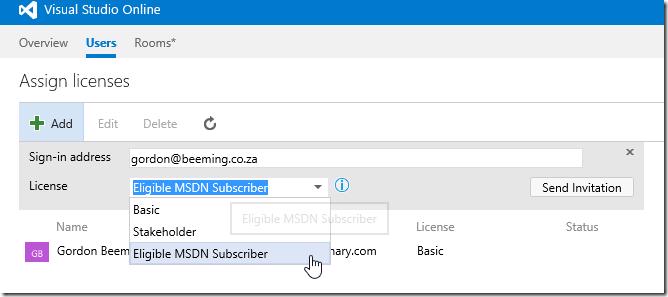 Visual Studio Online
Overview Users Rooms*
Assign licenses
Add Edit Delete
Sign-in address gordon@beeming.co.za
License Eligible MSDN Subscriber Send Invitation
Basic
Stakeholder
Eligible MSDN Subscriber
Eligible MSDN Subscriber
Name License Status
GB Gordon Beem mary.com Basic